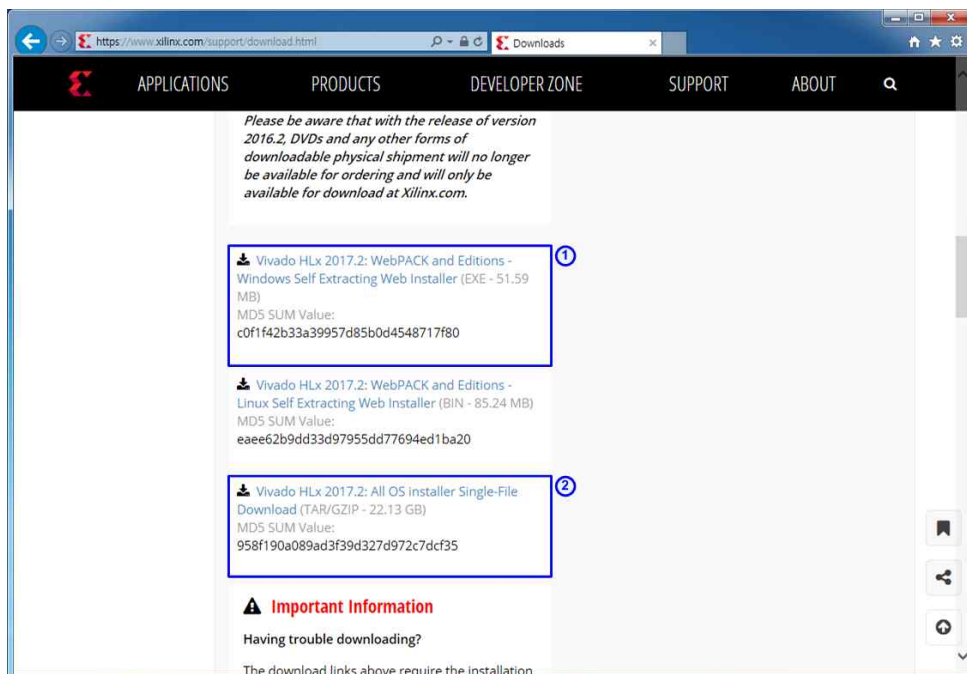 https://www.xilinx.com/support/download.html
Downloads
APPLICATIONS
PRODUCTS
DEVELOPER ZONE
SUPPORT
ABOUT
Please be aware that with the release of version
2016.2, DVDs and any other forms of
downloadable physical shipment will no longer
be available for ordering and will only be
available for download at Xilinx.com.
1
Vivado HLx 2017.2: WebPACK and Editions -
Windows Self Extracting Web Installer (EXE - 51.59
MB)
MD5 SUM Value:
c0f1f42b33a39957d85b0d4548717f80
Vivado HLx 2017.2: WebPACK and Editions -
Linux Self Extracting Web Installer (BIN - 85.24 MB)
MD5 SUM Value:
eaee62b9dd33d97955dd77694ed1ba20
2
Vivado HLx 2017.2: All OS installer Single-File
Download (TAR/GZIP - 22.13 GB)
MD5 SUM Value:
958f190a089ad3f39d327d972c7dcf35
Important Information
Having trouble downloading?
The download links above require the installation